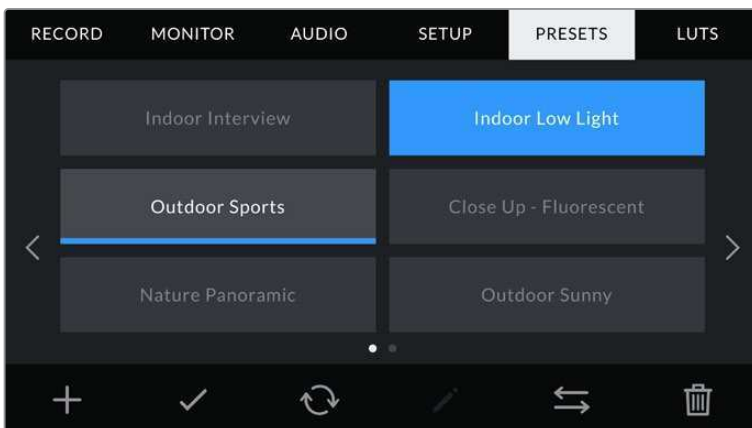 RECORD MONITOR AUDIO SETUP PRESETS LUTS
Indoor Interview Indoor Low Light
Outdoor Sports Close Up - Fluorescent
Nature Panoramic Outdoor Sunny